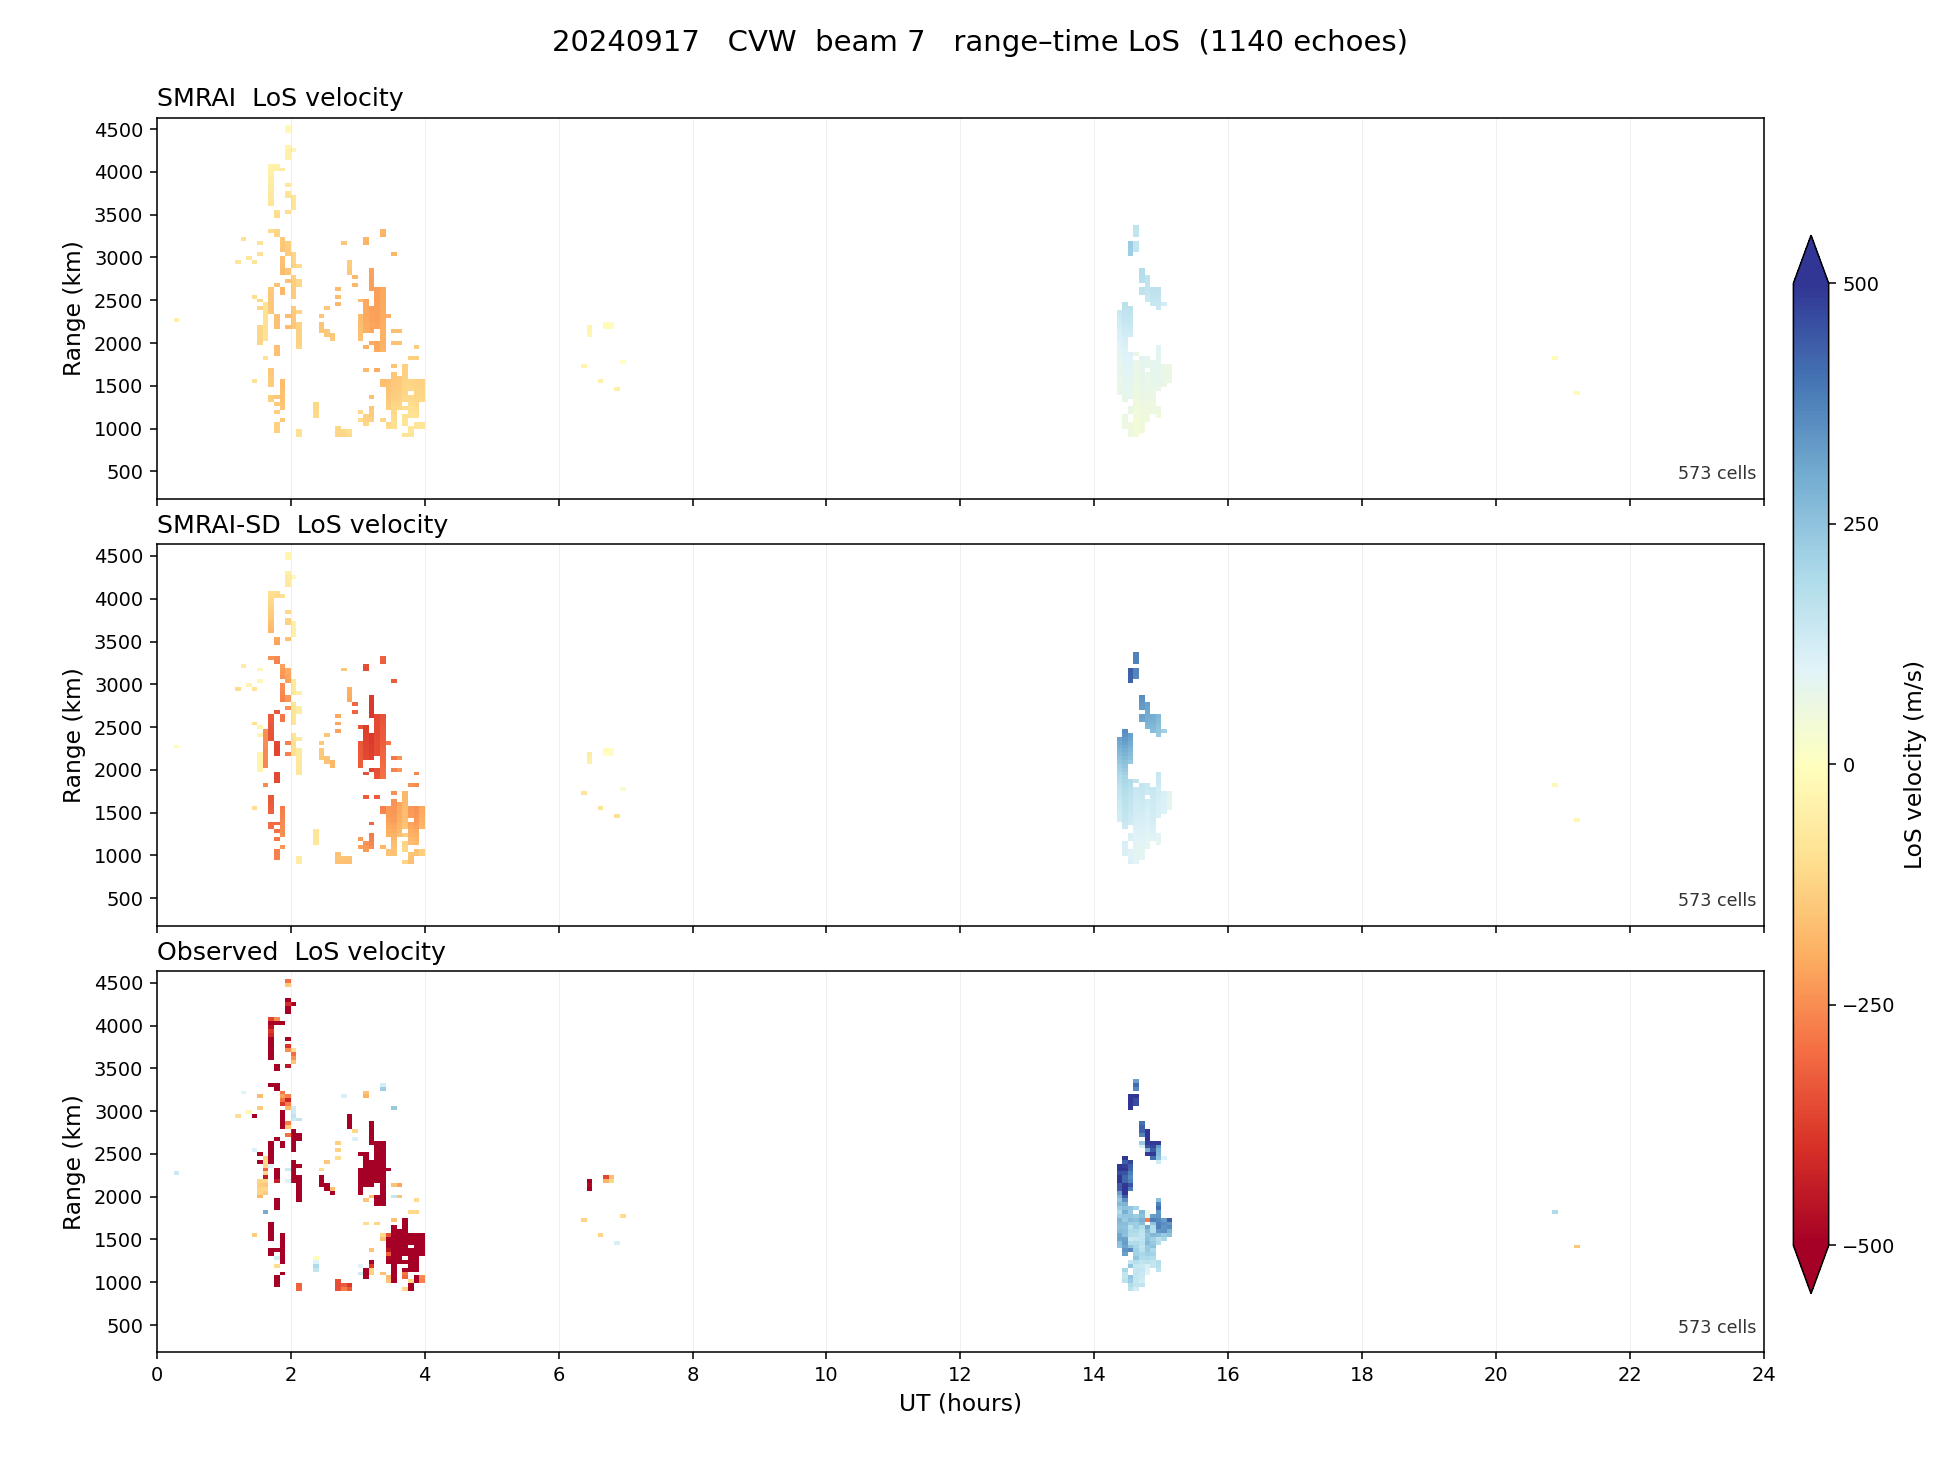 20240917   CVW  beam 7   range–time LoS  (1140 echoes)
SMRAI  LoS velocity
4500
4000
3500
3000
2500
2000
1500
1000
500
Range (km)
573 cells
SMRAI-SD  LoS velocity
4500
4000
3500
3000
2500
2000
1500
1000
500
Range (km)
573 cells
Observed  LoS velocity
4500
4000
3500
3000
2500
2000
1500
1000
500
Range (km)
573 cells
0 2 4 6 8 10 12 14 16 18 20 22 24
UT (hours)
500
250
0
−250
−500
LoS velocity (m/s)